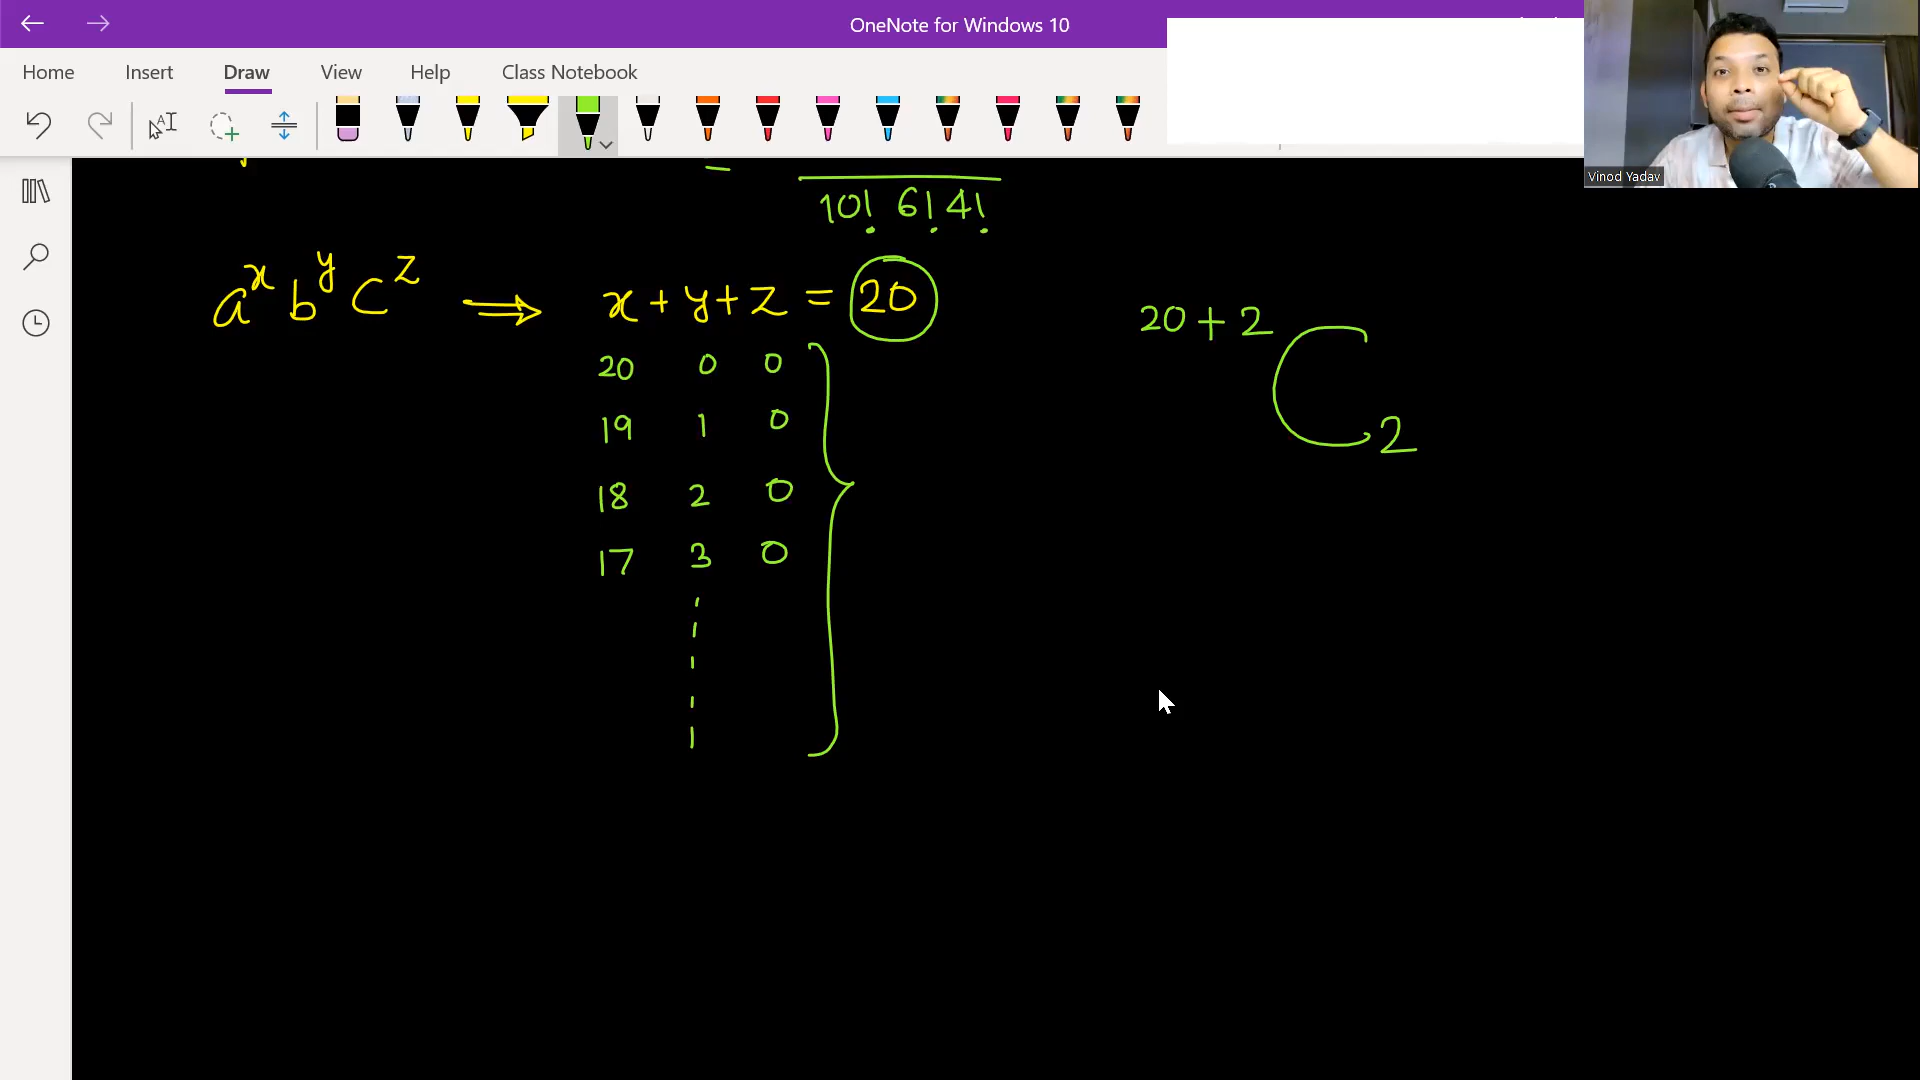 OneNote for Windows 10
Home Insert Draw View Help Class Notebook
Vinod Yadav
10! 6! 4!
a^x b^y c^z ⟹ x + y + z = 20
20 0 0
19 1 0
18 2 0
17 3 0
20 + 2 C 2